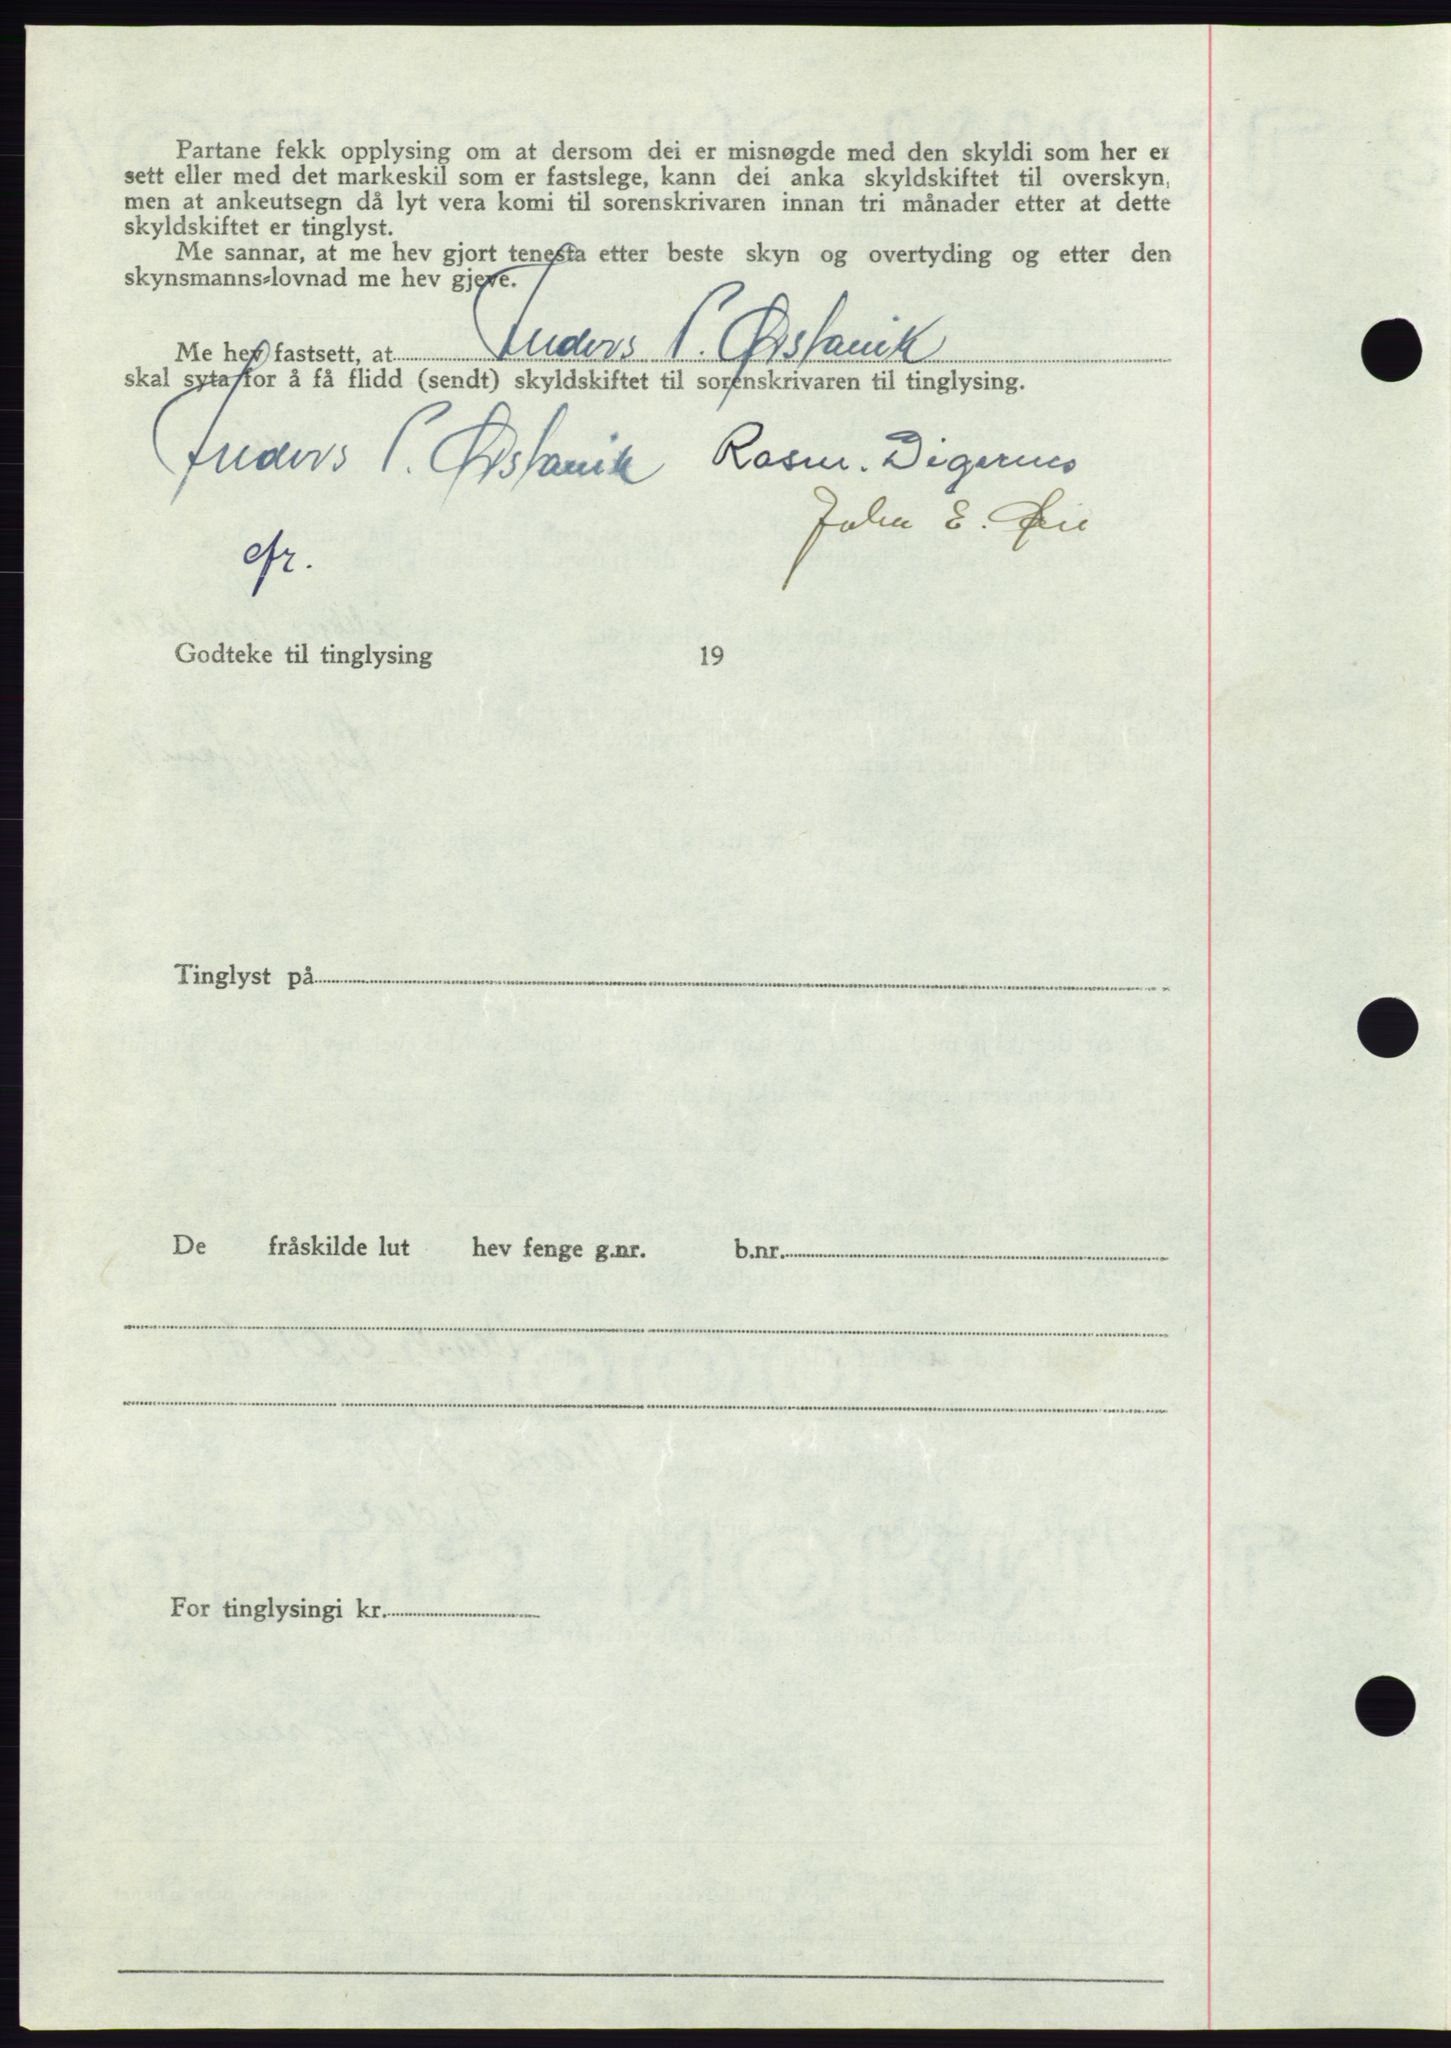 Partane fekk opplysing om at dersom dei er misnøgde med den skyldi som her er
sett eller med det markeskil som er fastslege, kann dei anka skyldskiftet til overskyn,
men at ankeutsegn då lyt vera komi til sorenskrivaren innan tri månader etter at dette
skyldskiftet er tinglyst.
Me sannar, at me hev gjort tenesta etter beste skyn og overtyding og etter den
skynsmanns-lovnad me hev gjeve.
Me hev fastsett, at Anders P. Ørstavik
skal syta for å få flidd (sendt) skyldskiftet til sorenskrivaren til tinglysing.
Anders P. Ørstavik Rasm. Digernes
John E. Øie
Godteke til tinglysing 19
Tinglyst på
De fråskilde lut hev fenge g.nr. b.nr.
For tinglysingi kr.